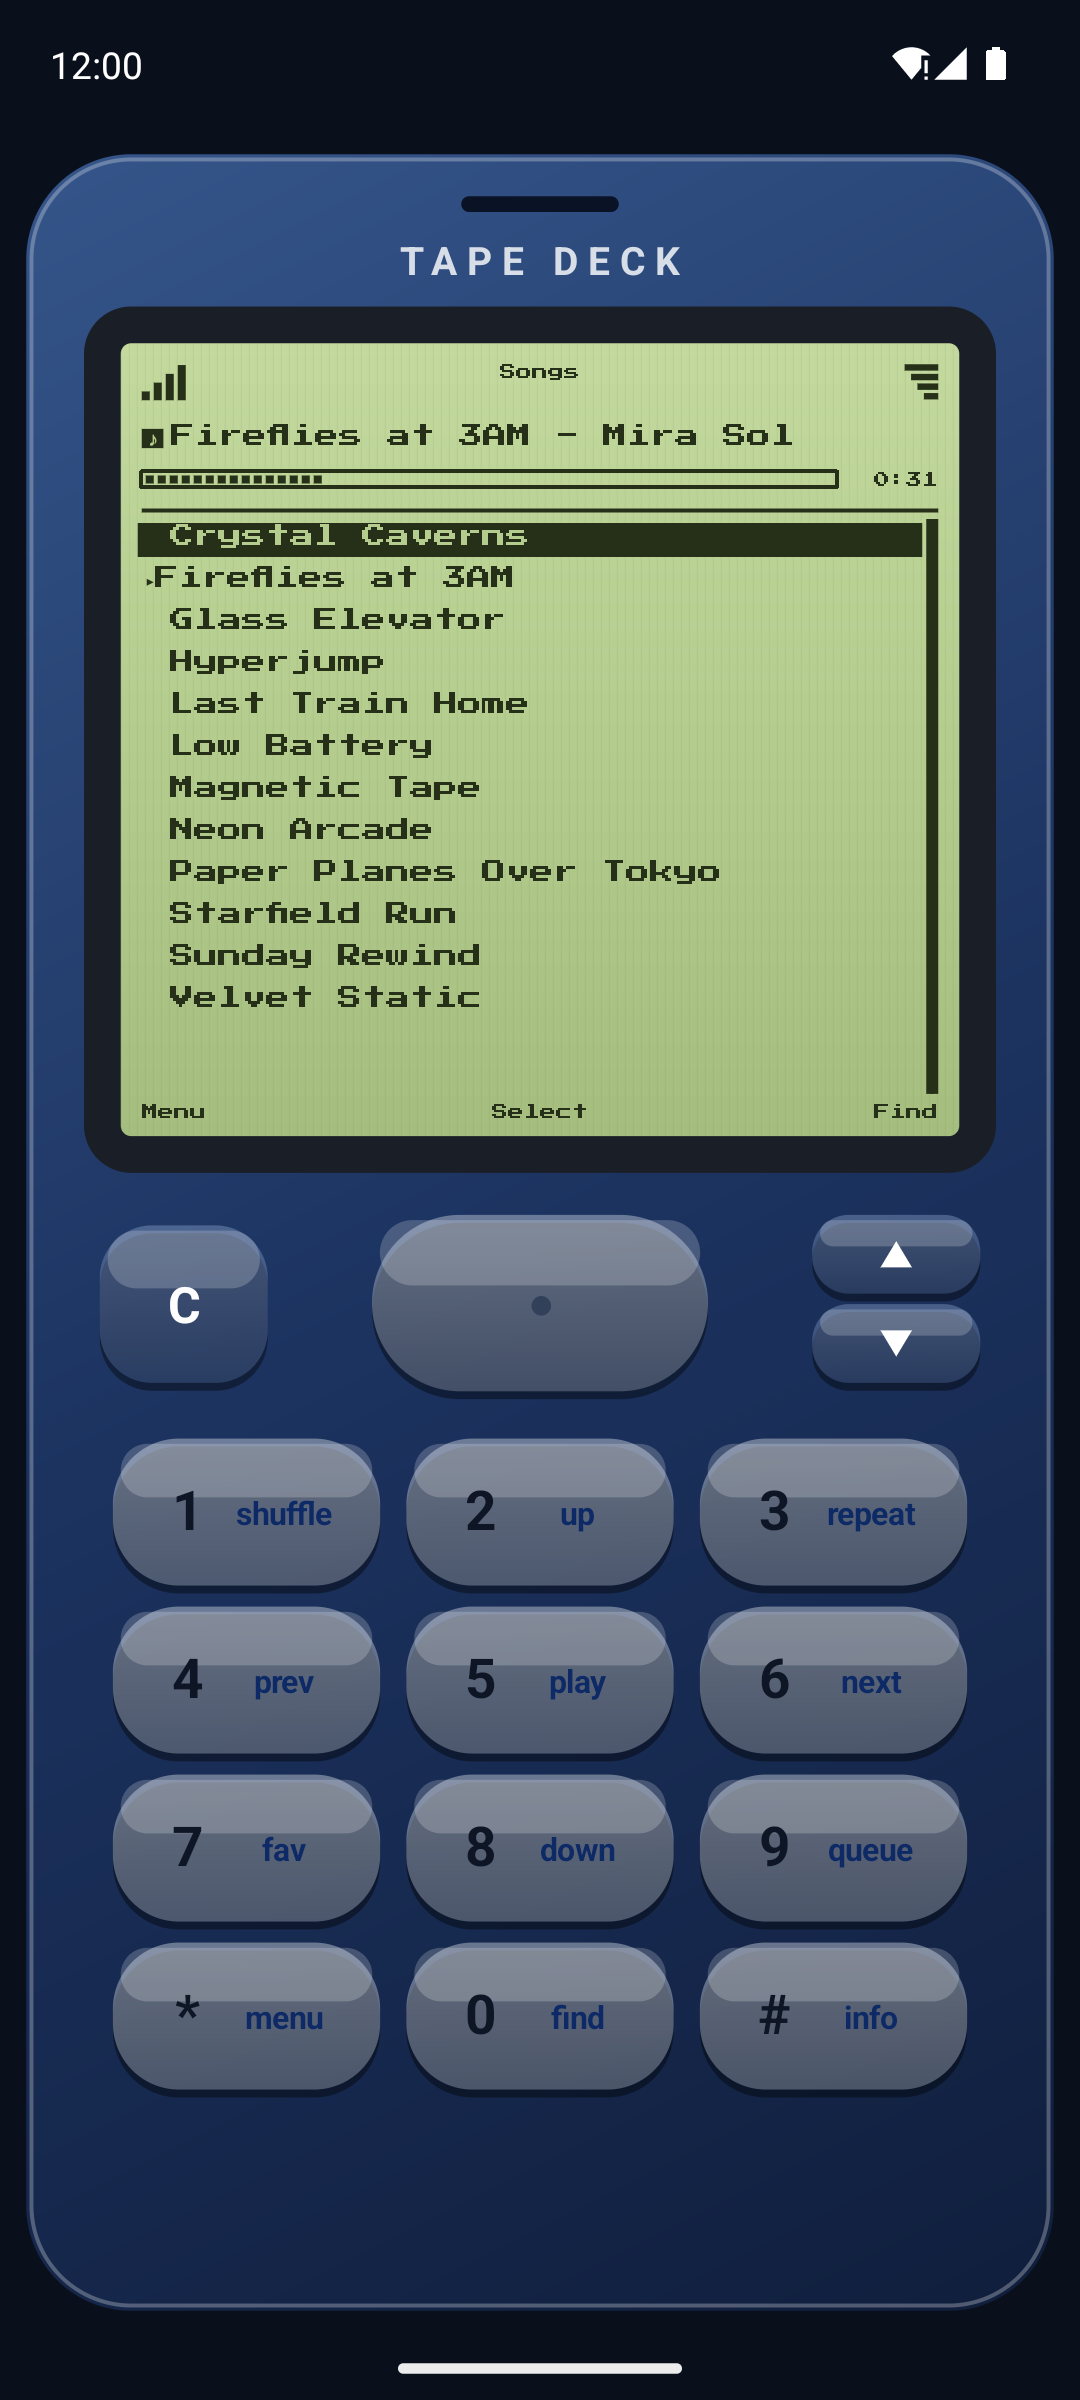 12:00
TAPE DECK
Songs
Fireflies at 3AM - Mira Sol
0:31
Crystal Caverns
Fireflies at 3AM
Glass Elevator
Hyperjump
Last Train Home
Low Battery
Magnetic Tape
Neon Arcade
Paper Planes Over Tokyo
Starfield Run
Sunday Rewind
Velvet Static
Menu Select Find
C
1 shuffle 2 up 3 repeat
4 prev 5 play 6 next
7 fav 8 down 9 queue
* menu 0 find # info